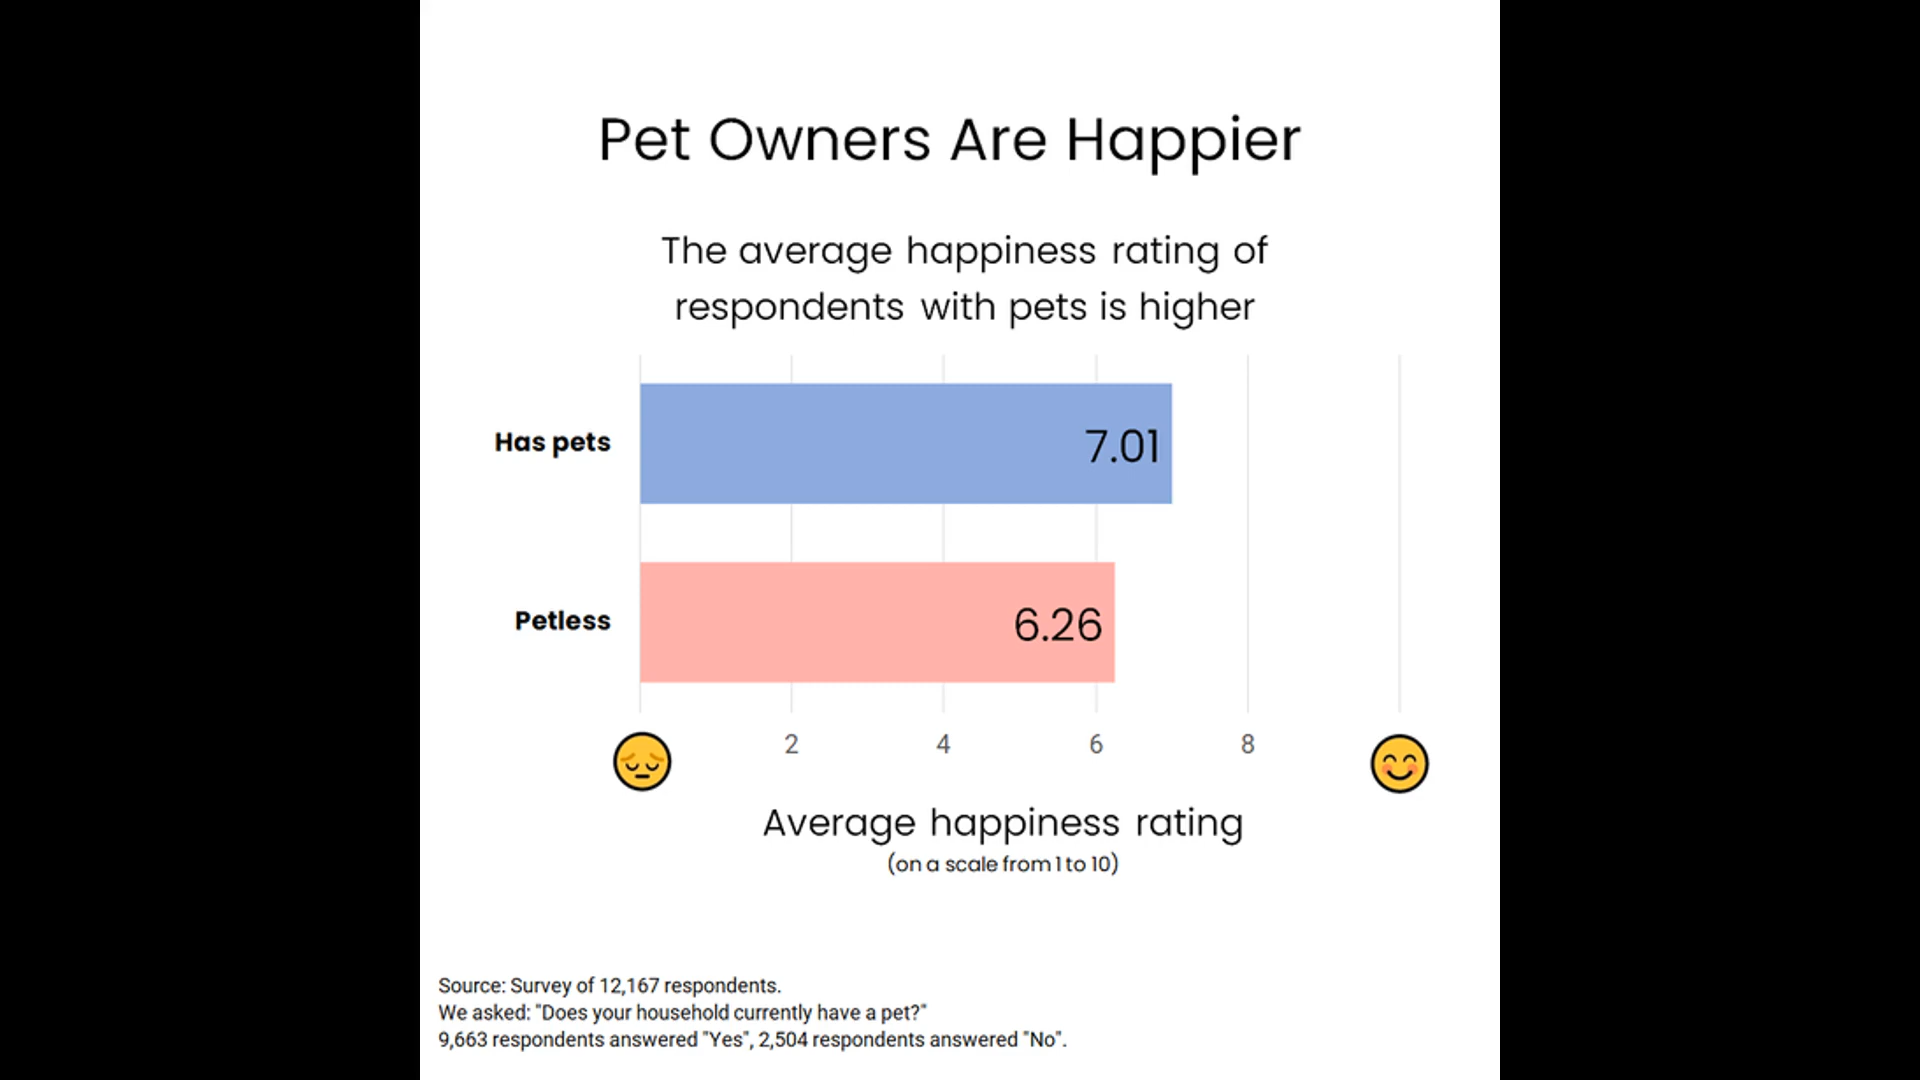 Pet Owners Are Happier
The average happiness rating of
respondents with pets is higher
Has pets
7.01
Petless
6.26
2 4 6 8
Average happiness rating
(on a scale from 1 to 10)
Source: Survey of 12,167 respondents.
We asked: "Does your household currently have a pet?"
9,663 respondents answered "Yes", 2,504 respondents answered "No".